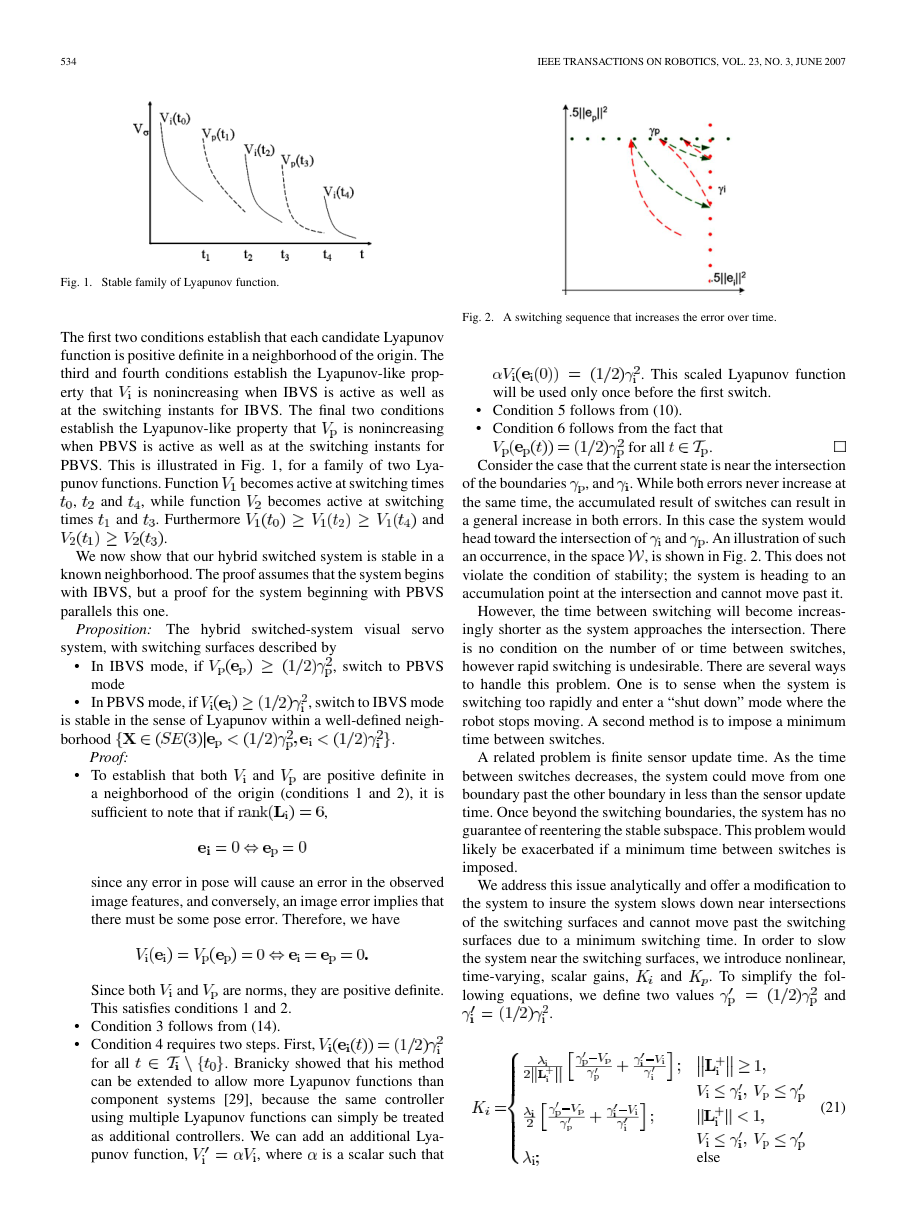 534
IEEE TRANSACTIONS ON ROBOTICS, VOL. 23, NO. 3, JUNE 2007
Vσ
Vi(t0)
Vp(t1)
Vi(t2)
Vp(t3)
Vi(t4)
t1 t2 t3 t4 t
Fig. 1. Stable family of Lyapunov function.
The first two conditions establish that each candidate Lyapunov
function is positive definite in a neighborhood of the origin. The
third and fourth conditions establish the Lyapunov-like prop-
erty that Vi is nonincreasing when IBVS is active as well as
at the switching instants for IBVS. The final two conditions
establish the Lyapunov-like property that Vp is nonincreasing
when PBVS is active as well as at the switching instants for
PBVS. This is illustrated in Fig. 1, for a family of two Lya-
punov functions. Function V1 becomes active at switching times
t0, t2 and t4, while function V2 becomes active at switching
times t1 and t3. Furthermore V1(t0) ≥ V1(t2) ≥ V1(t4) and
V2(t1) ≥ V2(t3).
We now show that our hybrid switched system is stable in a
known neighborhood. The proof assumes that the system begins
with IBVS, but a proof for the system beginning with PBVS
parallels this one.
Proposition: The hybrid switched-system visual servo
system, with switching surfaces described by
• In IBVS mode, if Vp(ep) ≥ (1/2)γp², switch to PBVS
mode
• In PBVS mode, if Vi(ei) ≥ (1/2)γi², switch to IBVS mode
is stable in the sense of Lyapunov within a well-defined neigh-
borhood {X ∈ (SE(3)|ep < (1/2)γp², ei < (1/2)γi²}.
Proof:
• To establish that both Vi and Vp are positive definite in
a neighborhood of the origin (conditions 1 and 2), it is
sufficient to note that if rank(Li) = 6,
ei = 0 ⇔ ep = 0
since any error in pose will cause an error in the observed
image features, and conversely, an image error implies that
there must be some pose error. Therefore, we have
Vi(ei) = Vp(ep) = 0 ⇔ ei = ep = 0.
Since both Vi and Vp are norms, they are positive definite.
This satisfies conditions 1 and 2.
• Condition 3 follows from (14).
• Condition 4 requires two steps. First, Vi(ei(t)) = (1/2)γi²
for all t ∈ Ti \ {t0}. Branicky showed that his method
can be extended to allow more Lyapunov functions than
component systems [29], because the same controller
using multiple Lyapunov functions can simply be treated
as additional controllers. We can add an additional Lya-
punov function, Vi′ = αVi, where α is a scalar such that
.5||ep||²
γp
γi
.5||ei||²
Fig. 2. A switching sequence that increases the error over time.
αVi(ei(0)) = (1/2)γi². This scaled Lyapunov function
will be used only once before the first switch.
• Condition 5 follows from (10).
• Condition 6 follows from the fact that
Vp(ep(t)) = (1/2)γp² for all t ∈ Tp. □
Consider the case that the current state is near the intersection
of the boundaries γp, and γi. While both errors never increase at
the same time, the accumulated result of switches can result in
a general increase in both errors. In this case the system would
head toward the intersection of γi and γp. An illustration of such
an occurrence, in the space W, is shown in Fig. 2. This does not
violate the condition of stability; the system is heading to an
accumulation point at the intersection and cannot move past it.
However, the time between switching will become increas-
ingly shorter as the system approaches the intersection. There
is no condition on the number of or time between switches,
however rapid switching is undesirable. There are several ways
to handle this problem. One is to sense when the system is
switching too rapidly and enter a “shut down” mode where the
robot stops moving. A second method is to impose a minimum
time between switches.
A related problem is finite sensor update time. As the time
between switches decreases, the system could move from one
boundary past the other boundary in less than the sensor update
time. Once beyond the switching boundaries, the system has no
guarantee of reentering the stable subspace. This problem would
likely be exacerbated if a minimum time between switches is
imposed.
We address this issue analytically and offer a modification to
the system to insure the system slows down near intersections
of the switching surfaces and cannot move past the switching
surfaces due to a minimum switching time. In order to slow
the system near the switching surfaces, we introduce nonlinear,
time-varying, scalar gains, Ki and Kp. To simplify the fol-
lowing equations, we define two values γp′ = (1/2)γp² and
γi′ = (1/2)γi².
Ki = { λi/(2||Li⁺||) [(γp′−Vp)/γp′ + (γi′−Vi)/γi′]; ||Li⁺|| ≥ 1,
Vi ≤ γi′, Vp ≤ γp′
λi/2 [(γp′−Vp)/γp′ + (γi′−Vi)/γi′]; ||Li⁺|| < 1,
Vi ≤ γi′, Vp ≤ γp′
λi; else
(21)